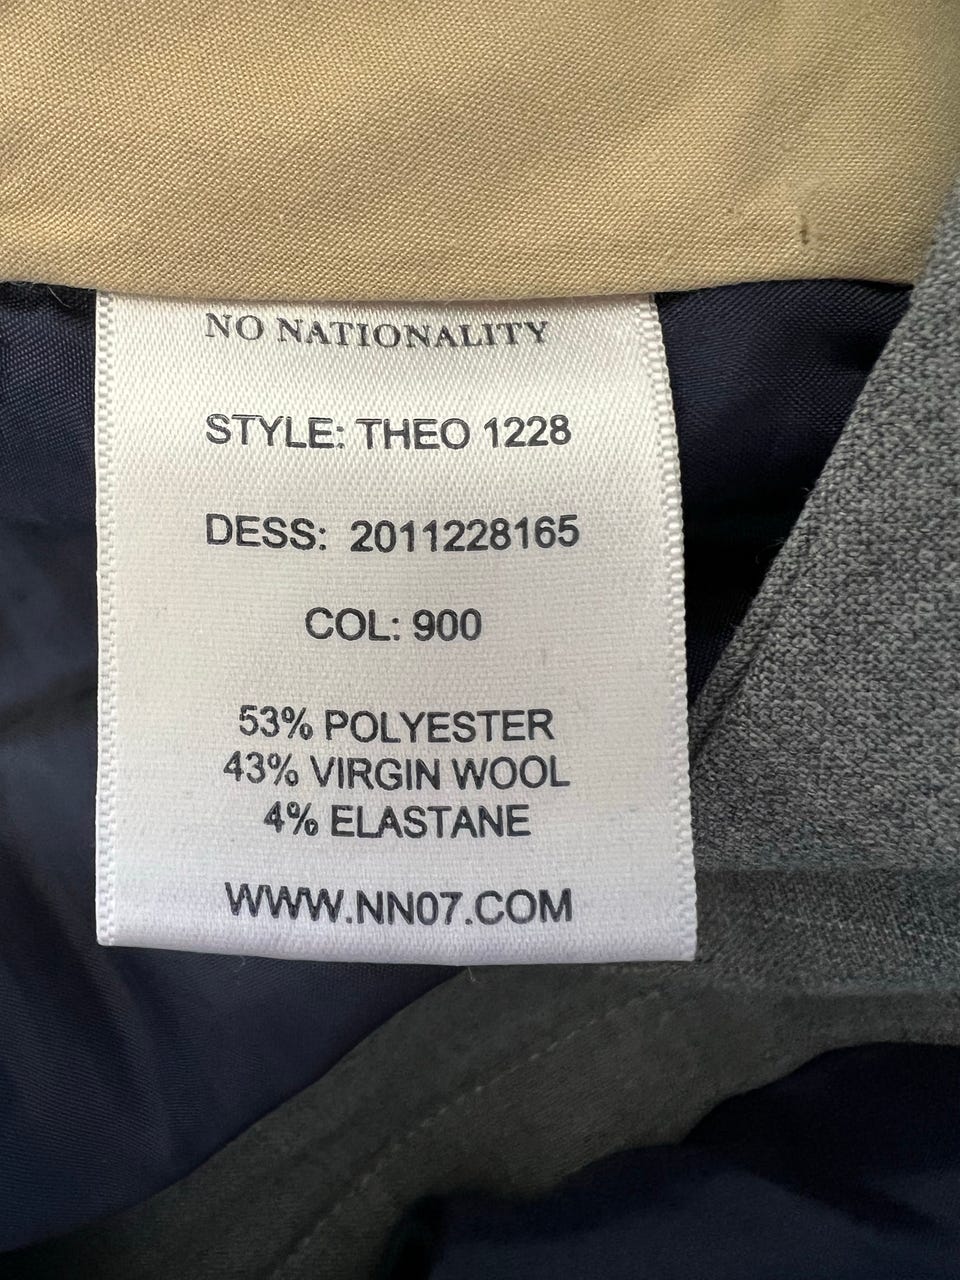 NO NATIONALITY
STYLE: THEO 1228
DESS: 2011228165
COL: 900
53% POLYESTER
43% VIRGIN WOOL
4% ELASTANE
WWW.NN07.COM